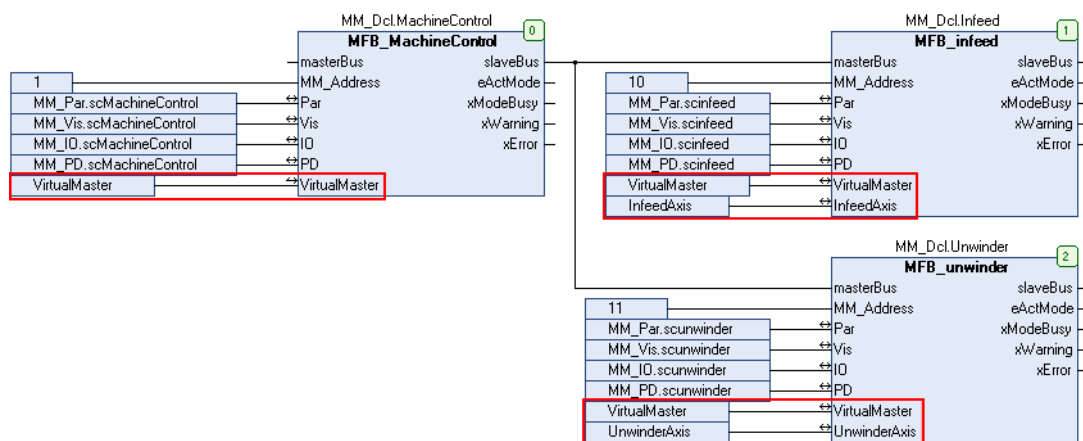 MM_Dcl.MachineControl
0
MFB_MachineControl
masterBus slaveBus
1 MM_Address eActMode
MM_Par.scMachineControl Par xModeBusy
MM_Vis.scMachineControl Vis xWarning
MM_IO.scMachineControl IO xError
MM_PD.scMachineControl PD
VirtualMaster VirtualMaster
MM_Dcl.Infeed
1
MFB_infeed
masterBus slaveBus
10 MM_Address eActMode
MM_Par.scinfeed Par xModeBusy
MM_Vis.scinfeed Vis xWarning
MM_IO.scinfeed IO xError
MM_PD.scinfeed PD
VirtualMaster VirtualMaster
InfeedAxis InfeedAxis
MM_Dcl.Unwinder
2
MFB_unwinder
masterBus slaveBus
11 MM_Address eActMode
MM_Par.scunwinder Par xModeBusy
MM_Vis.scunwinder Vis xWarning
MM_IO.scunwinder IO xError
MM_PD.scunwinder PD
VirtualMaster VirtualMaster
UnwinderAxis UnwinderAxis